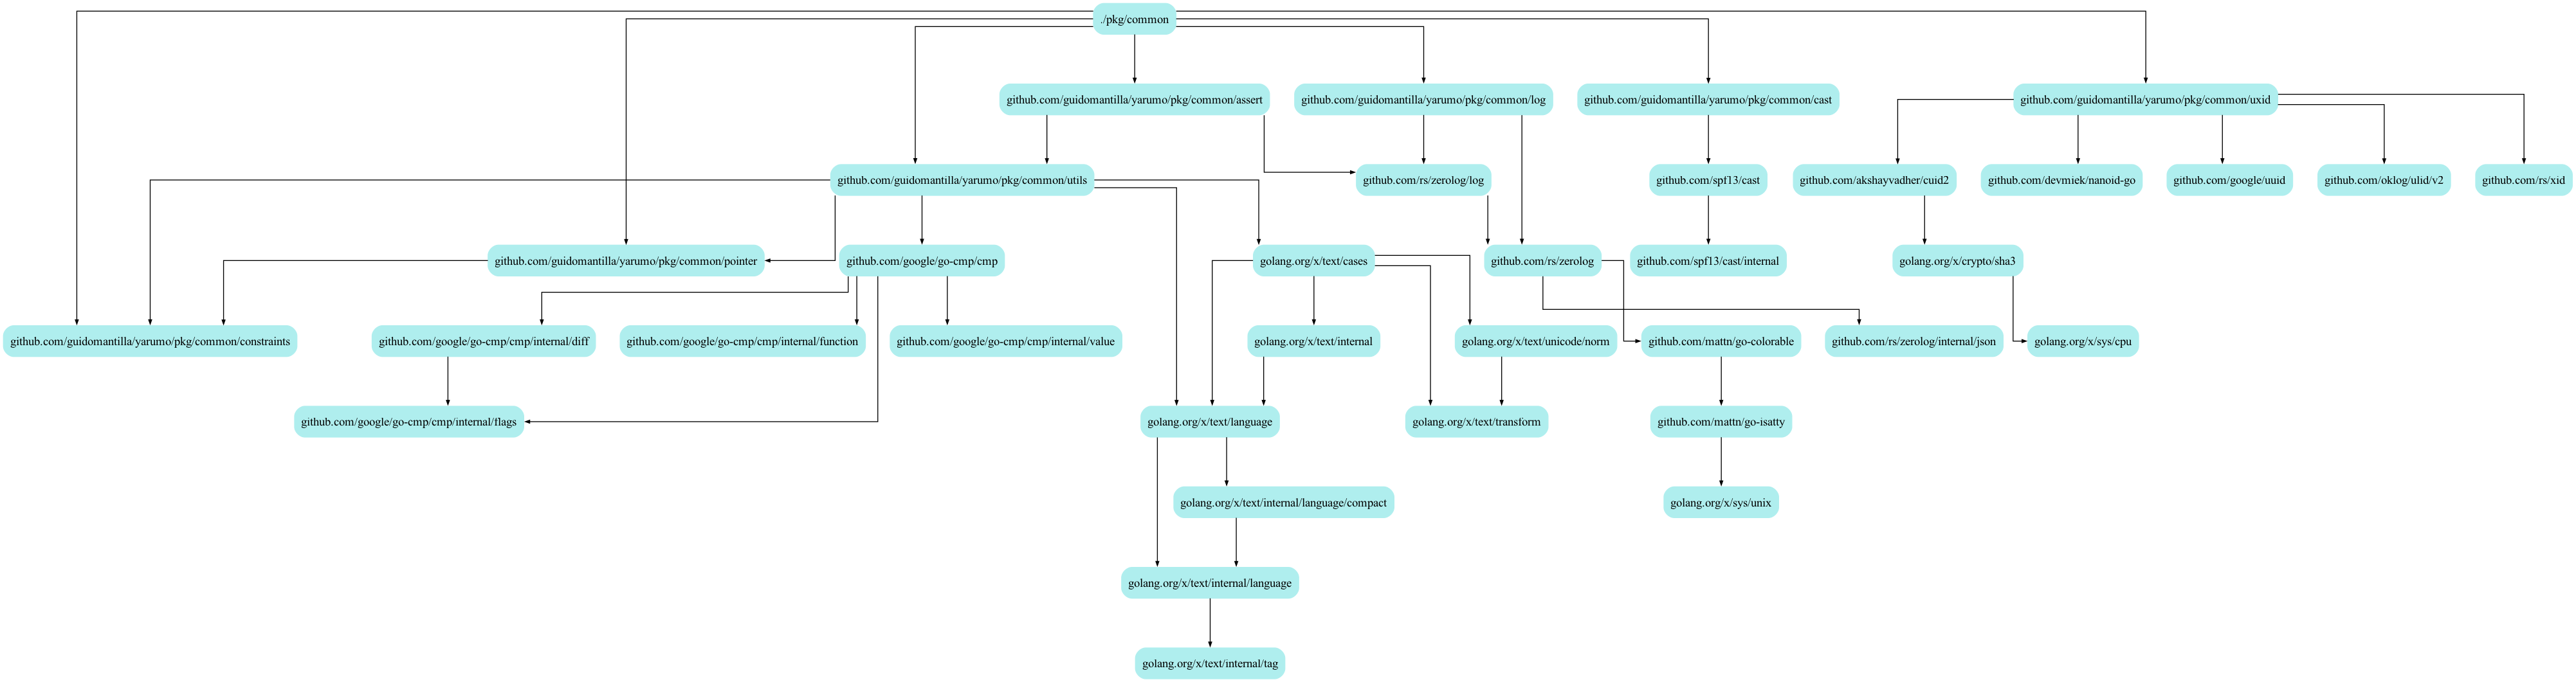 ./pkg/common
github.com/guidomantilla/yarumo/pkg/common/assert
github.com/guidomantilla/yarumo/pkg/common/log
github.com/guidomantilla/yarumo/pkg/common/cast
github.com/guidomantilla/yarumo/pkg/common/uxid
github.com/guidomantilla/yarumo/pkg/common/utils
github.com/rs/zerolog/log
github.com/spf13/cast
github.com/akshayvadher/cuid2
github.com/devmiek/nanoid-go
github.com/google/uuid
github.com/oklog/ulid/v2
github.com/rs/xid
github.com/guidomantilla/yarumo/pkg/common/pointer
github.com/google/go-cmp/cmp
golang.org/x/text/cases
github.com/rs/zerolog
github.com/spf13/cast/internal
golang.org/x/crypto/sha3
github.com/guidomantilla/yarumo/pkg/common/constraints
github.com/google/go-cmp/cmp/internal/diff
github.com/google/go-cmp/cmp/internal/function
github.com/google/go-cmp/cmp/internal/value
golang.org/x/text/internal
golang.org/x/text/unicode/norm
github.com/mattn/go-colorable
github.com/rs/zerolog/internal/json
golang.org/x/sys/cpu
github.com/google/go-cmp/cmp/internal/flags
golang.org/x/text/language
golang.org/x/text/transform
github.com/mattn/go-isatty
golang.org/x/text/internal/language/compact
golang.org/x/sys/unix
golang.org/x/text/internal/language
golang.org/x/text/internal/tag